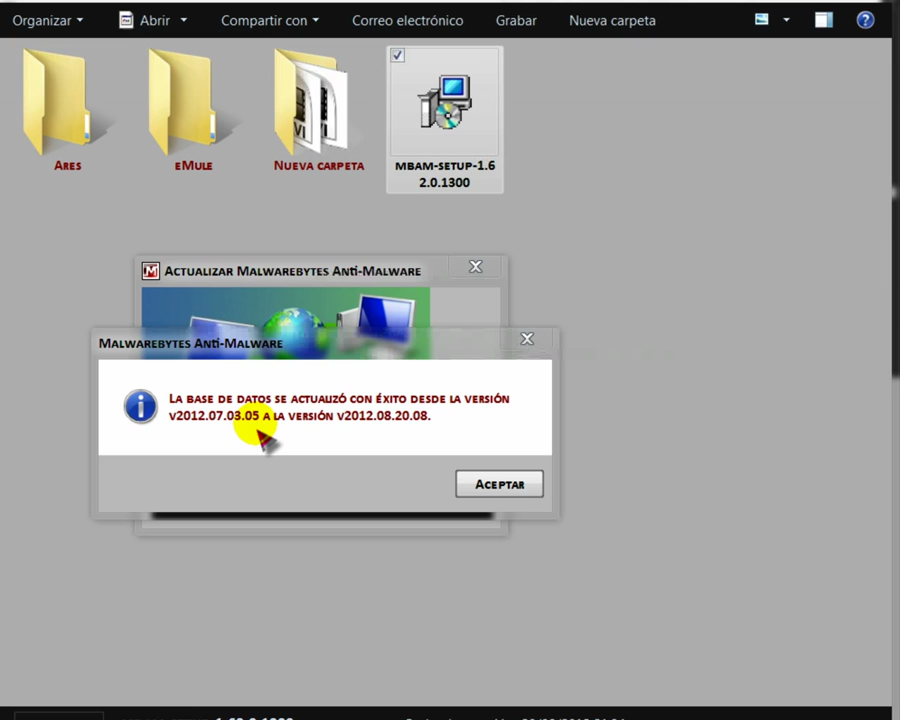 Organizar Abrir Compartir con Correo electrónico Grabar Nueva carpeta
Ares
eMule
Nueva carpeta
MBAM-SETUP-1.6
2.0.1300
Actualizar Malwarebytes Anti-Malware
Malwarebytes Anti-Malware
La base de datos se actualizó con éxito desde la versión
v2012.07.03.05 a la versión v2012.08.20.08.
Aceptar